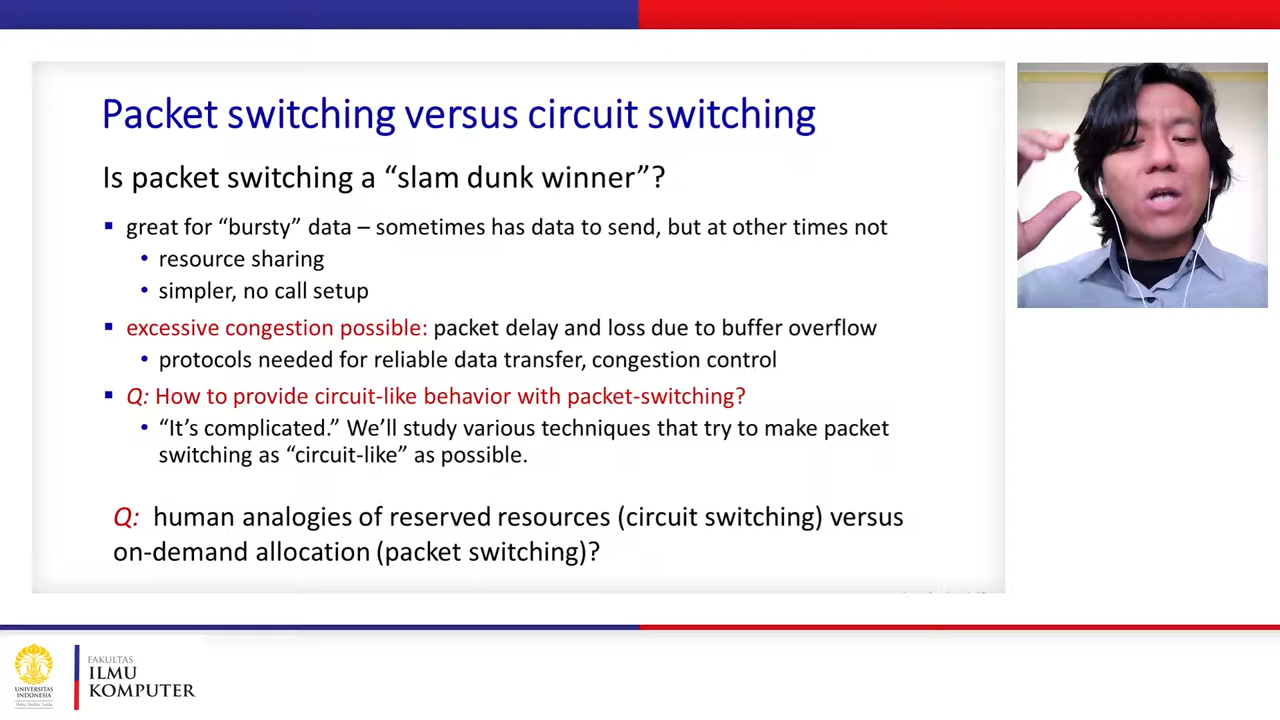 Packet switching versus circuit switching
Is packet switching a “slam dunk winner”?
▪ great for “bursty” data – sometimes has data to send, but at other times not
• resource sharing
• simpler, no call setup
▪ excessive congestion possible: packet delay and loss due to buffer overflow
• protocols needed for reliable data transfer, congestion control
▪ Q: How to provide circuit-like behavior with packet-switching?
• “It’s complicated.” We’ll study various techniques that try to make packet
switching as “circuit-like” as possible.
Q: human analogies of reserved resources (circuit switching) versus
on-demand allocation (packet switching)?
UNIVERSITAS
INDONESIA
FAKULTAS
ILMU
KOMPUTER